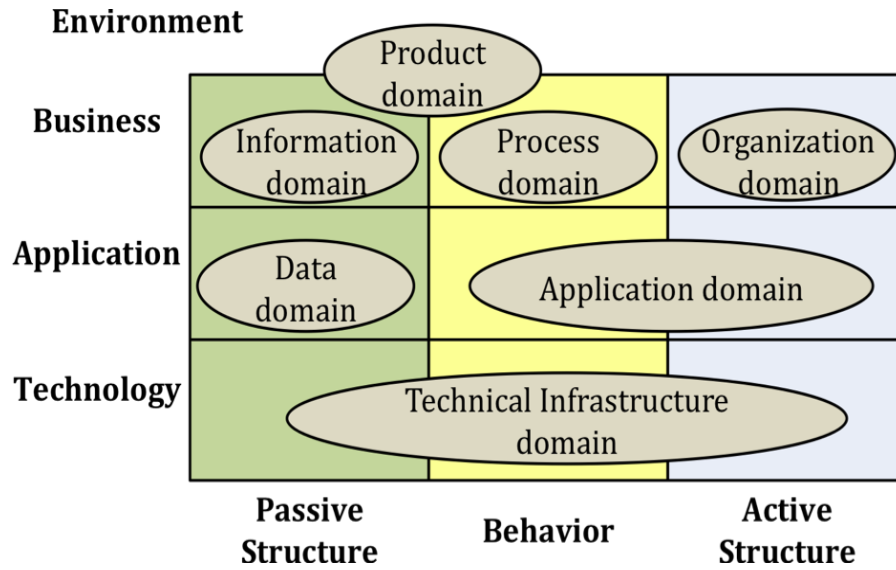 Environment
Product
domain
Business
Information
domain
Process
domain
Organization
domain
Application
Data
domain
Application domain
Technology
Technical Infrastructure
domain
Passive
Structure
Behavior
Active
Structure